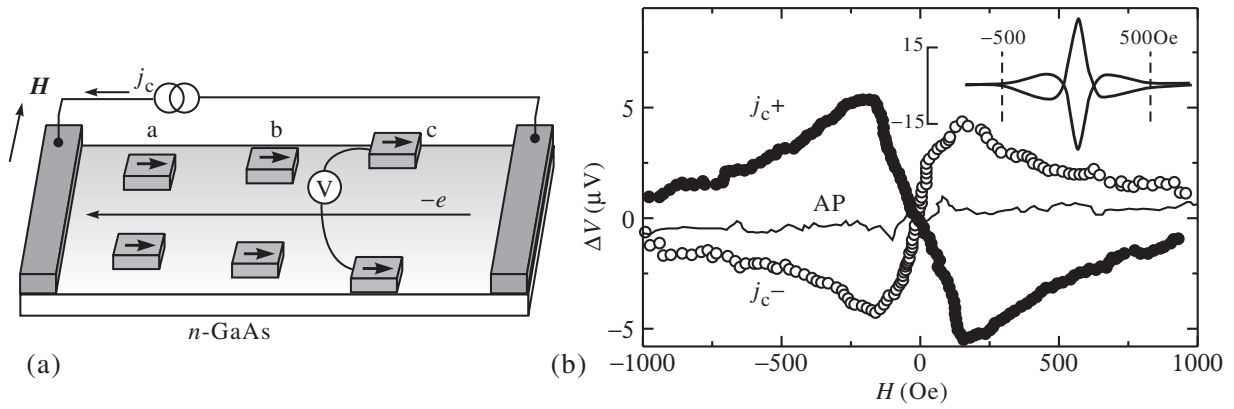 H
j_c
a
b
c
V
−e
n-GaAs
(a)
ΔV (μV)
5
0
−5
j_c+
AP
j_c−
15
−15
−500
500Oe
−1000
−500
0
500
1000
H (Oe)
(b)